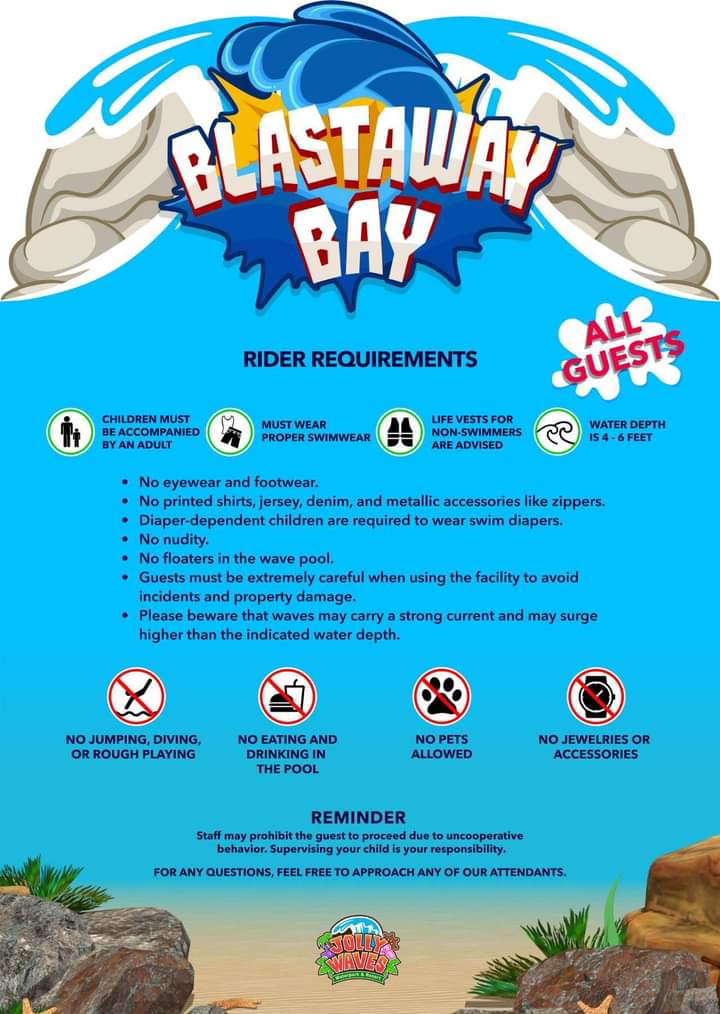 BLASTAWAY
BAY
ALL
GUESTS
RIDER REQUIREMENTS
CHILDREN MUST
BE ACCOMPANIED
BY AN ADULT
MUST WEAR
PROPER SWIMWEAR
LIFE VESTS FOR
NON-SWIMMERS
ARE ADVISED
WATER DEPTH
IS 4 - 6 FEET
• No eyewear and footwear.
• No printed shirts, jersey, denim, and metallic accessories like zippers.
• Diaper-dependent children are required to wear swim diapers.
• No nudity.
• No floaters in the wave pool.
• Guests must be extremely careful when using the facility to avoid
incidents and property damage.
• Please beware that waves may carry a strong current and may surge
higher than the indicated water depth.
NO JUMPING, DIVING,
OR ROUGH PLAYING
NO EATING AND
DRINKING IN
THE POOL
NO PETS
ALLOWED
NO JEWELRIES OR
ACCESSORIES
REMINDER
Staff may prohibit the guest to proceed due to uncooperative
behavior. Supervising your child is your responsibility.
FOR ANY QUESTIONS, FEEL FREE TO APPROACH ANY OF OUR ATTENDANTS.
JOLLY
WAVES
Waterpark & Resort